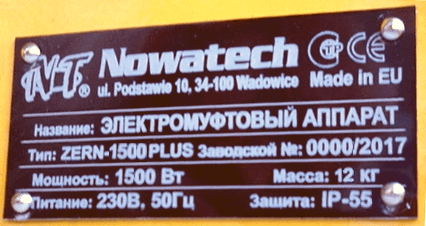 NT® Nowatech CE
ul. Podstawie 10, 34-100 Wadowice Made in EU
Название: ЭЛЕКТРОМУФТОВЫЙ АППАРАТ
Тип: ZERN-1500 PLUS Заводской №: 0000/2017
Мощность: 1500 Вт Масса: 12 кг
Питание: 230В, 50Гц Защита: IP-55